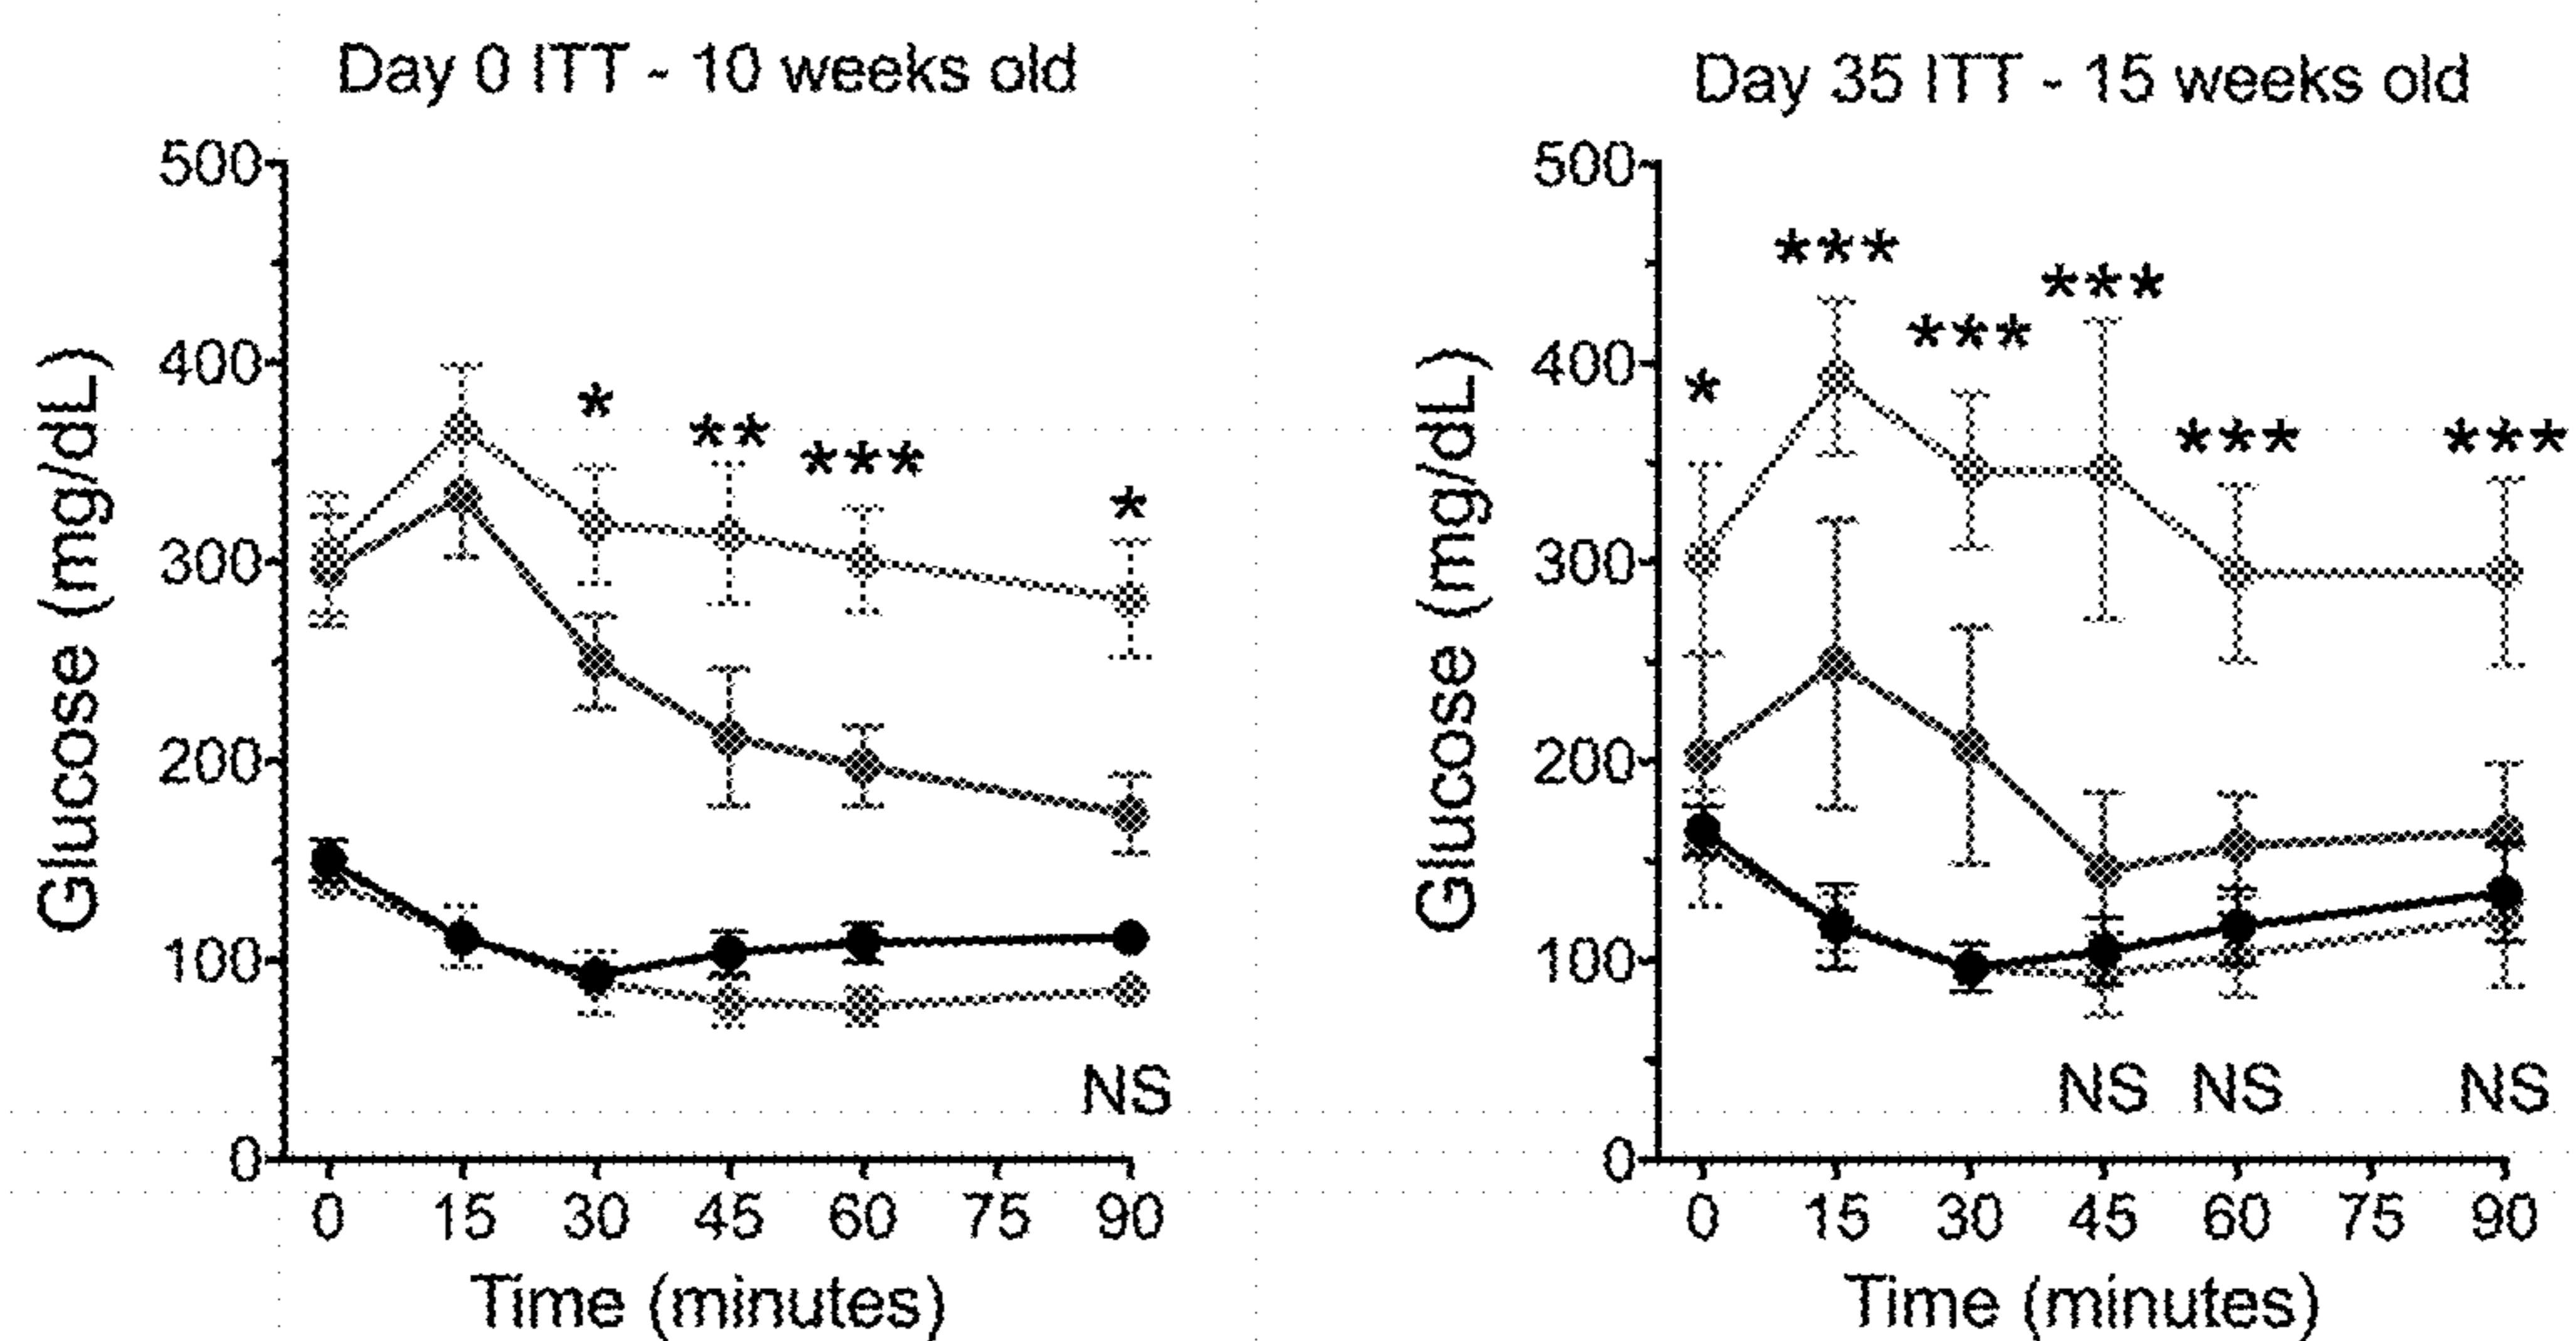 Day 0 ITT - 10 weeks old
500
400
300
200
100
0
Glucose (mg/dL)
*
**
***
*
NS
0 15 30 45 60 75 90
Time (minutes)
Day 35 ITT - 15 weeks old
500
400
300
200
100
0
Glucose (mg/dL)
*
***
***
***
***
***
NS NS NS
0 15 30 45 60 75 90
Time (minutes)